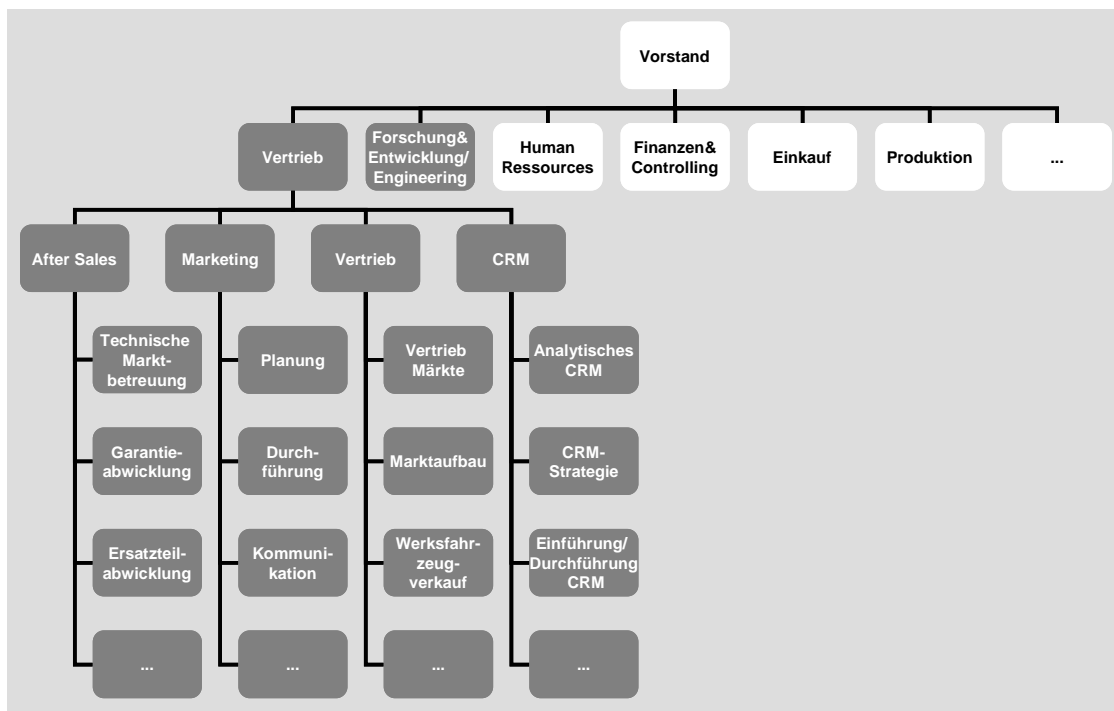 Vorstand
Vertrieb
Forschung&
Entwicklung/
Engineering
Human
Ressources
Finanzen&
Controlling
Einkauf
Produktion
...
After Sales
Marketing
Vertrieb
CRM
Technische
Markt-
betreuung
Planung
Vertrieb
Märkte
Analytisches
CRM
Garantie-
abwicklung
Durch-
führung
Marktaufbau
CRM-
Strategie
Ersatzteil-
abwicklung
Kommuni-
kation
Werksfahr-
zeug-
verkauf
Einführung/
Durchführung
CRM
...
...
...
...